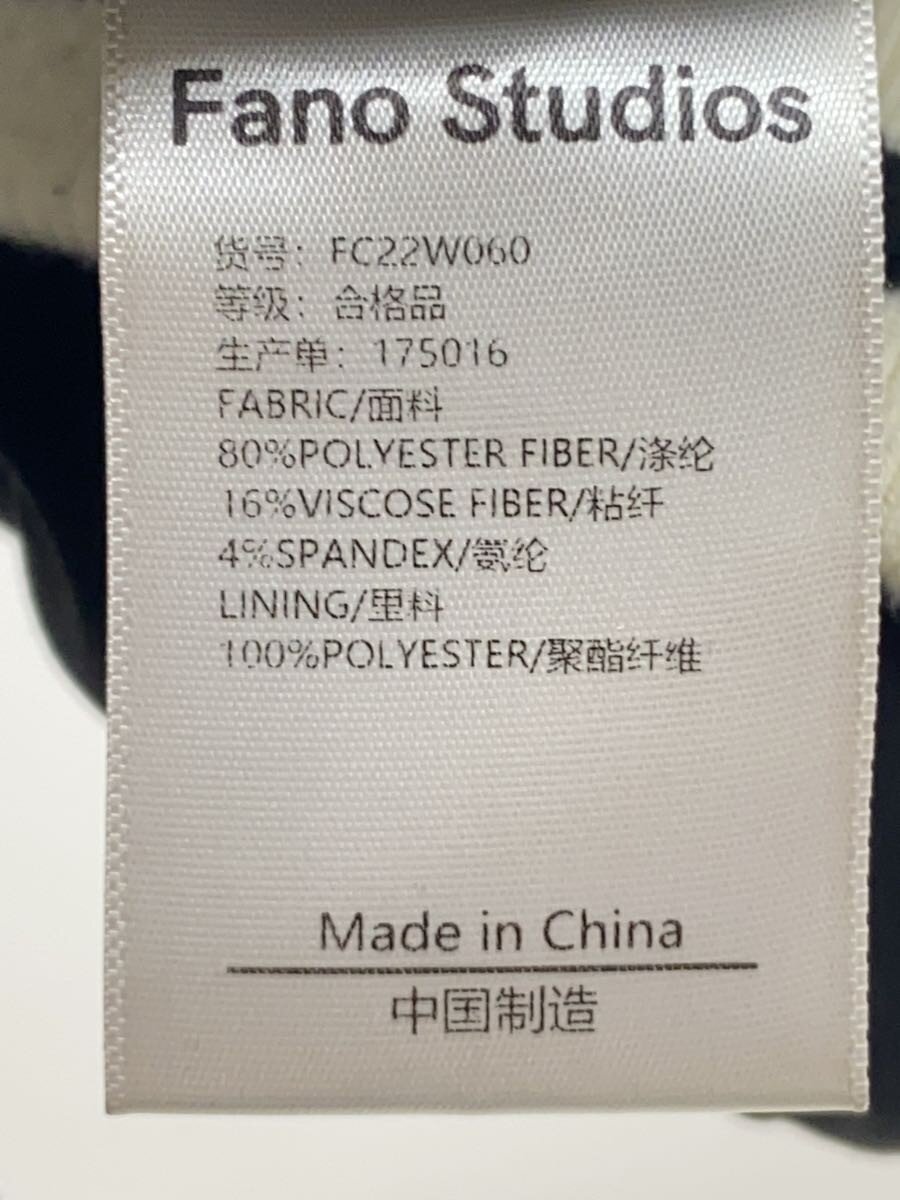 Fano Studios
货号：FC22W060
等级：合格品
生产单：175016
FABRIC/面料
80%POLYESTER FIBER/涤纶
16%VISCOSE FIBER/粘纤
4%SPANDEX/氨纶
LINING/里料
100%POLYESTER/聚酯纤维
Made in China
中国制造